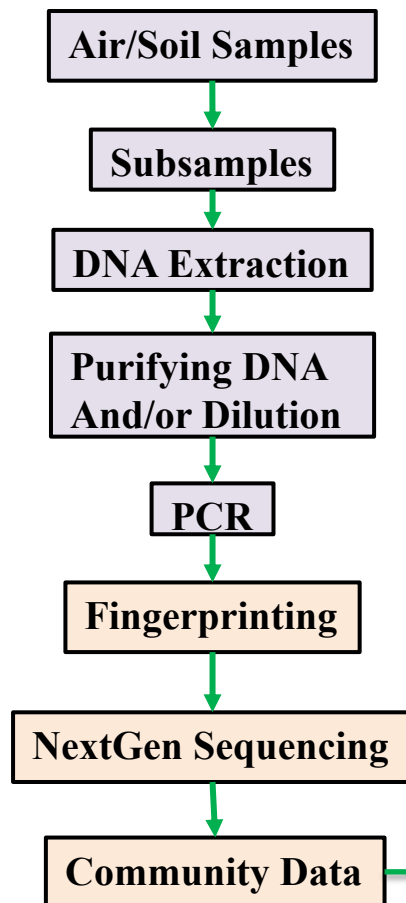 Air/Soil Samples
Subsamples
DNA Extraction
Purifying DNA
And/or Dilution
PCR
Fingerprinting
NextGen Sequencing
Community Data